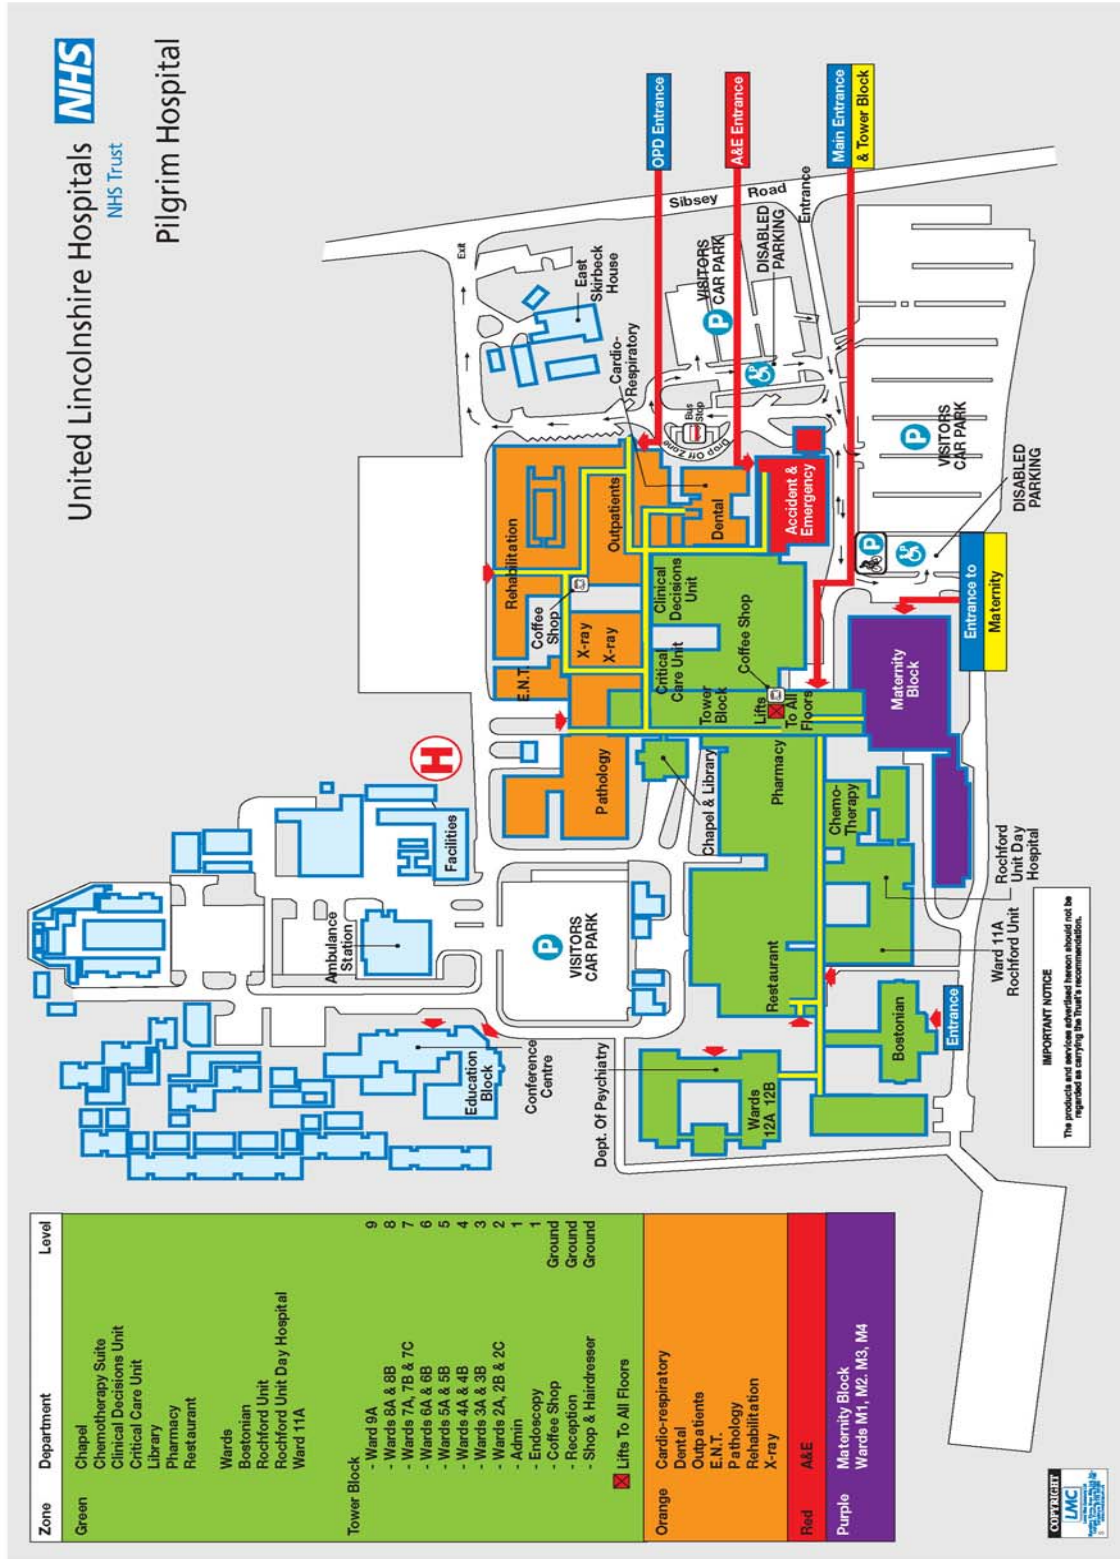 United Lincolnshire Hospitals NHS
NHS Trust
Pilgrim Hospital
Zone Department Level
Green Chapel
Chemotherapy Suite
Clinical Decisions Unit
Critical Care Unit
Library
Pharmacy
Restaurant
Wards
Bostonian
Rochford Unit
Rochford Unit Day Hospital
Ward 11A
Tower Block
- Ward 9A 9
- Wards 8A & 8B 8
- Wards 7A, 7B & 7C 7
- Wards 6A & 6B 6
- Wards 5A & 5B 5
- Wards 4A & 4B 4
- Wards 3A & 3B 3
- Wards 2A, 2B & 2C 2
- Admin 1
- Endoscopy 1
- Coffee Shop Ground
- Reception Ground
- Shop & Hairdresser Ground
Lifts To All Floors
Orange Cardio-respiratory
Dental
Outpatients
E.N.T.
Pathology
Rehabilitation
X-ray
Red A&E
Purple Maternity Block
Wards M1, M2. M3, M4
Education
Block
Conference
Centre
Ambulance
Station
Facilities
H
P
VISITORS
CAR PARK
Dept. Of Psychiatry
Wards
12A 12B
Restaurant
Bostonian
Entrance
Ward 11A
Rochford Unit
Rochford
Unit Day
Hospital
Chemo-
Therapy
Pharmacy
Chapel & Library
Pathology
E.N.T.
Rehabilitation
Coffee
Shop
X-ray
X-ray
Outpatients
Cardio-
Respiratory
Dental
Clinical
Decisions
Unit
Critical
Care Unit
Tower
Block
Coffee Shop
Lifts
To All
Floors
Accident &
Emergency
Maternity
Block
Entrance to
Maternity
East
Skirbeck
House
Exit
Sibsey Road
Entrance
Bus
Stop
Drop Off Zone
P
VISITORS
CAR PARK
P
DISABLED
PARKING
P
VISITORS
CAR PARK
P
P
DISABLED
PARKING
OPD Entrance
A&E Entrance
Main Entrance
& Tower Block
IMPORTANT NOTICE
The products and services advertised hereon should not be
regarded as carrying the Trust's recommendation.
COPYRIGHT
LMC